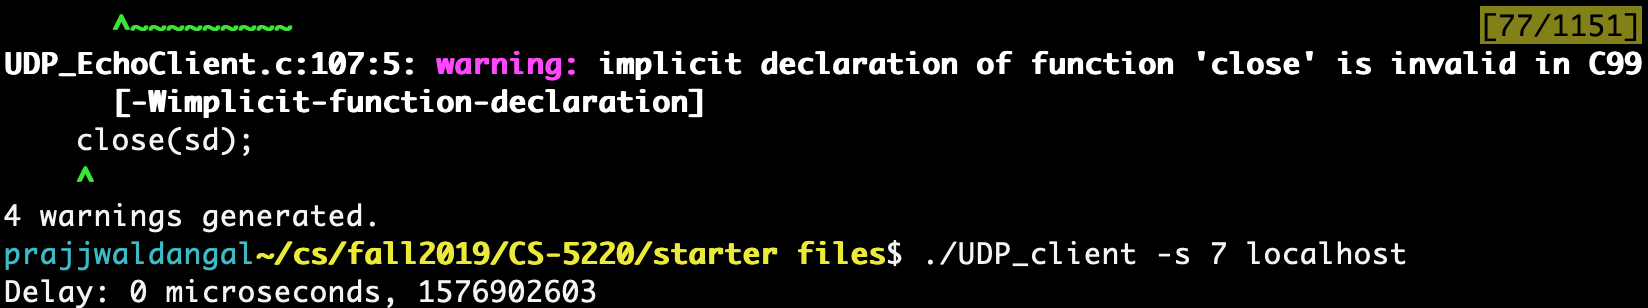 ^~~~~~~~~~ [77/1151]
UDP_EchoClient.c:107:5: warning: implicit declaration of function 'close' is invalid in C99
[-Wimplicit-function-declaration]
close(sd);
^
4 warnings generated.
prajjwaldangal~/cs/fall2019/CS-5220/starter files$ ./UDP_client -s 7 localhost
Delay: 0 microseconds, 1576902603